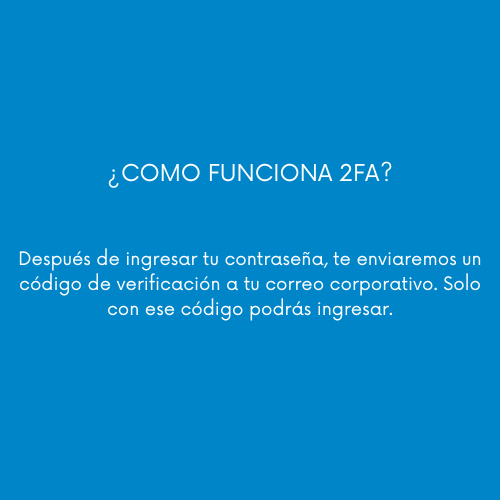 ¿COMO FUNCIONA 2FA?
Después de ingresar tu contraseña, te enviaremos un
código de verificación a tu correo corporativo. Solo
con ese código podrás ingresar.